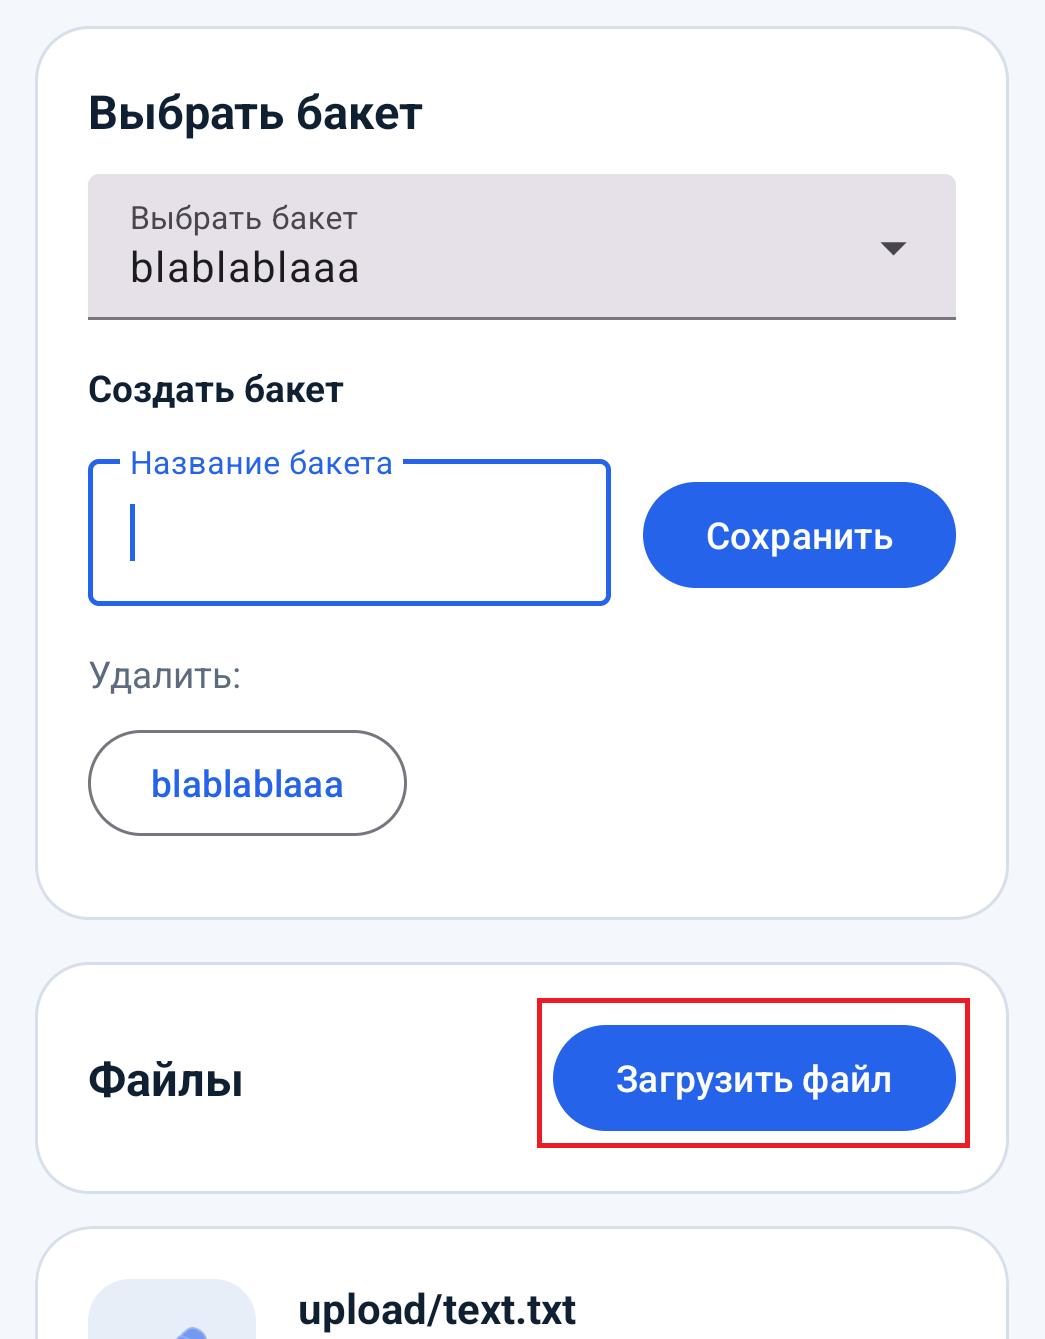 Выбрать бакет
Выбрать бакет
blablablaaa
Создать бакет
Название бакета
Сохранить
Удалить:
blablablaaa
Файлы
Загрузить файл
upload/text.txt